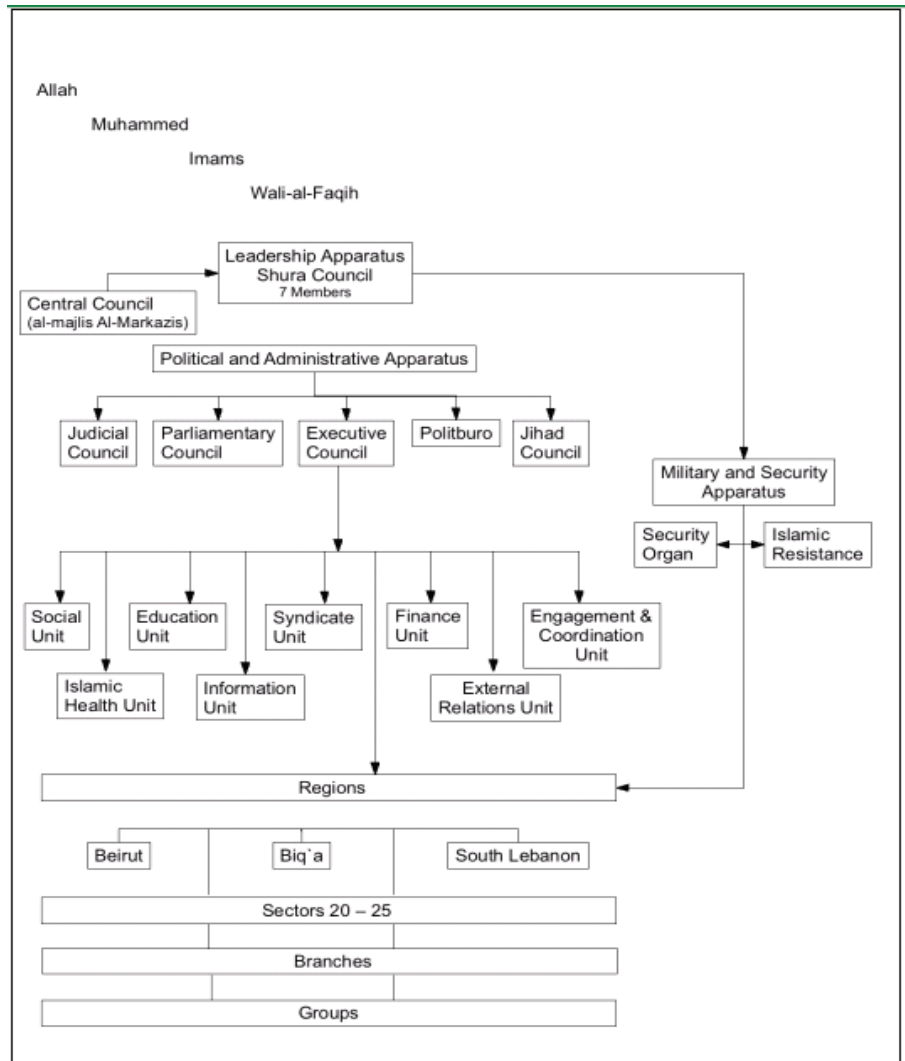 Allah
Muhammed
Imams
Wali-al-Faqih
Leadership Apparatus
Shura Council
7 Members
Central Council
(al-majlis Al-Markazis)
Political and Administrative Apparatus
Judicial
Council
Parliamentary
Council
Executive
Council
Politburo
Jihad
Council
Military and Security
Apparatus
Security
Organ
Islamic
Resistance
Social
Unit
Education
Unit
Syndicate
Unit
Finance
Unit
Engagement &
Coordination
Unit
Islamic
Health Unit
Information
Unit
External
Relations Unit
Regions
Beirut
Biq`a
South Lebanon
Sectors 20 – 25
Branches
Groups